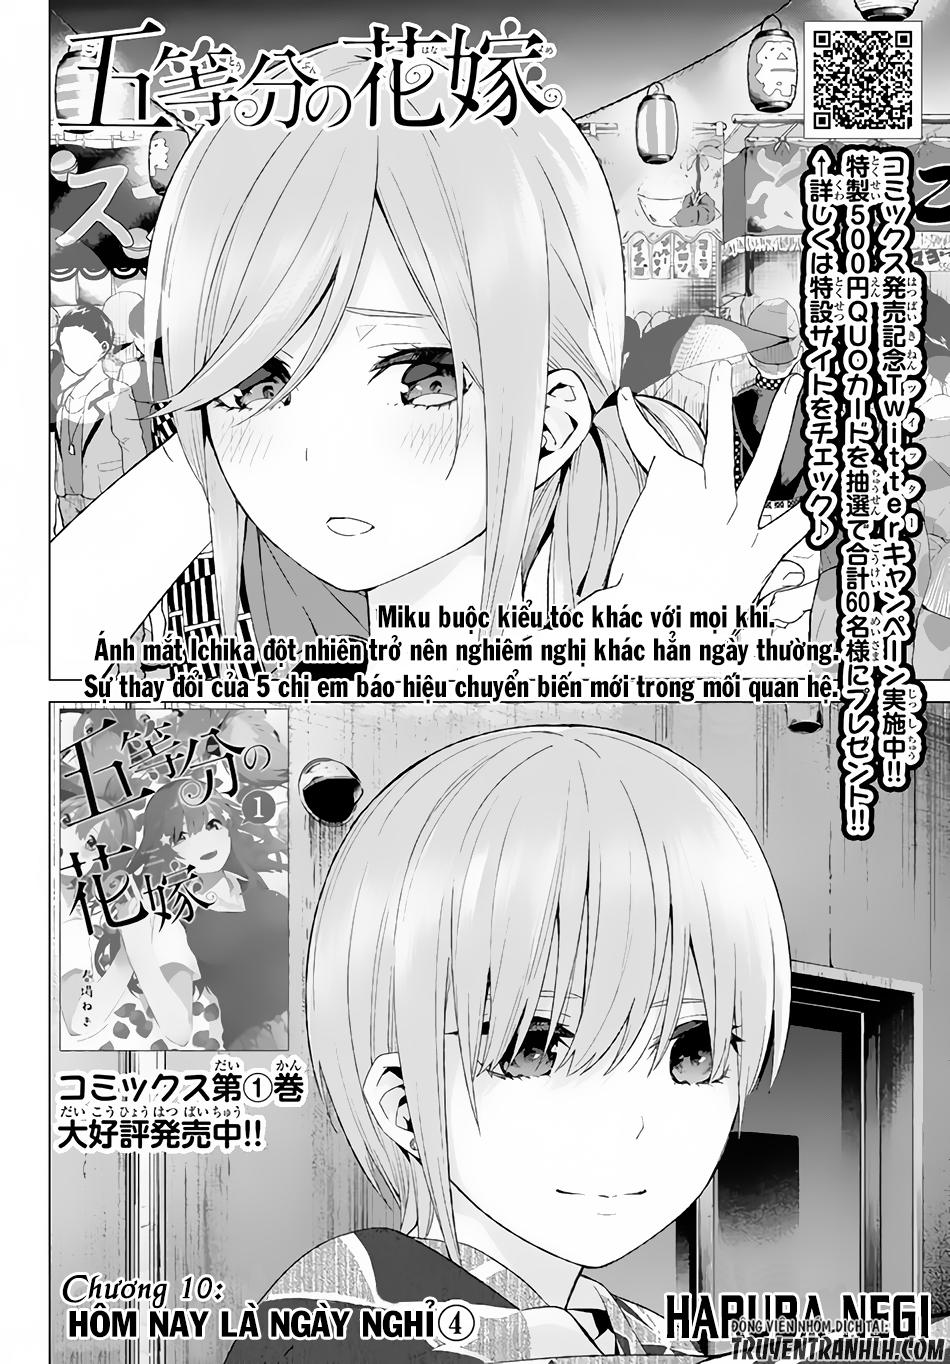 五等分の花嫁
コミックス発売記念Twitterキャンペーン実施中!!
特製500円QUOカードを抽選で合計60名様にプレゼント!!
↑詳しくは特設サイトをチェック♪
Miku buộc kiểu tóc khác với mọi khi.
Ánh mắt Ichika đột nhiên trở nên nghiêm nghị khác hẳn ngày thường.
Sự thay đổi của 5 chị em báo hiệu chuyển biến mới trong mối quan hệ.
五等分の
①
花嫁
春場ねぎ
コミックス第①巻
大好評発売中!!
Chương 10:
HÔM NAY LÀ NGÀY NGHỈ④
HARUBA NEGI
ĐỘNG VIÊN NHÓM DỊCH TẠI:
TRUYENTRANHLH.COM